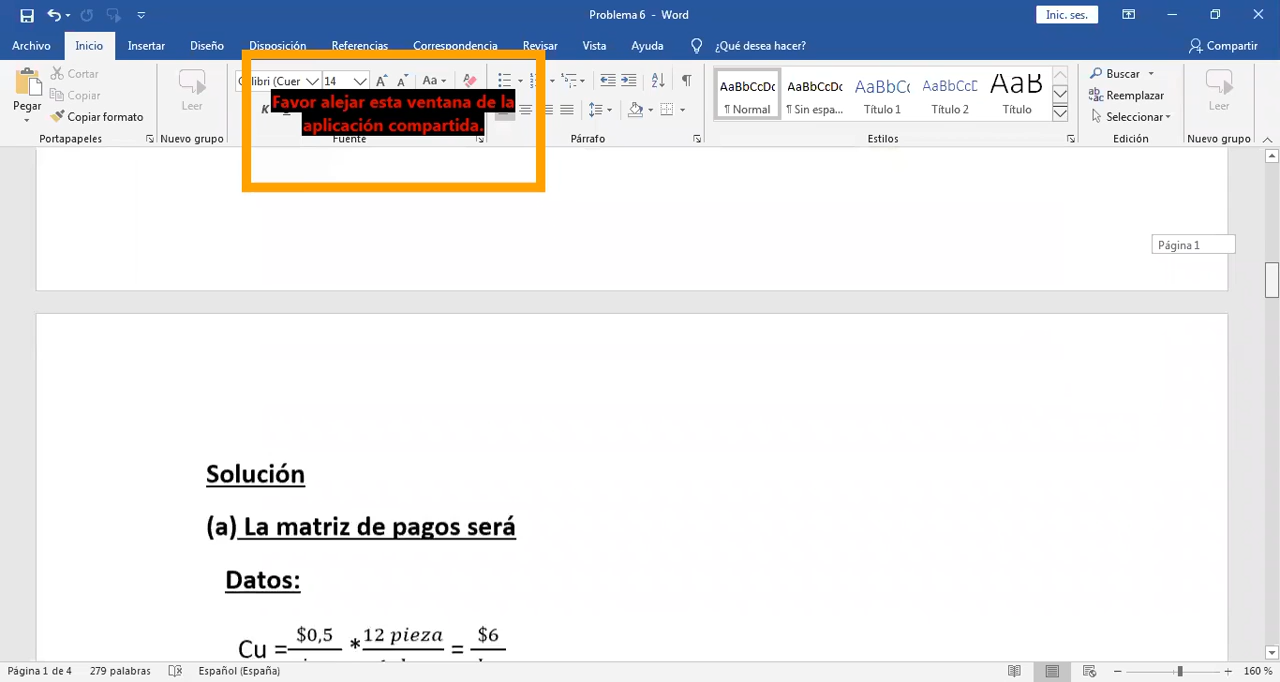 Problema 6 - Word
Inic. ses.
Archivo Inicio Insertar Diseño Disposición Referencias Correspondencia Revisar Vista Ayuda ¿Qué desea hacer? Compartir
Pegar
Cortar
Copiar
Copiar formato
Portapapeles
Leer
Nuevo grupo
libri (Cuer 14
Aa
K
Favor alejar esta ventana de la
aplicación compartida.
Fuente
Párrafo
AaBbCcDc AaBbCcDc AaBbCc AaBbCcD AaB
¶ Normal ¶ Sin espa... Título 1 Título 2 Título
Estilos
Buscar
Reemplazar
Seleccionar
Edición
Leer
Nuevo grupo
Página 1
Solución
(a) La matriz de pagos será
Datos:
Cu = $0,5 * 12 pieza = $6
Página 1 de 4 279 palabras Español (España) 160 %